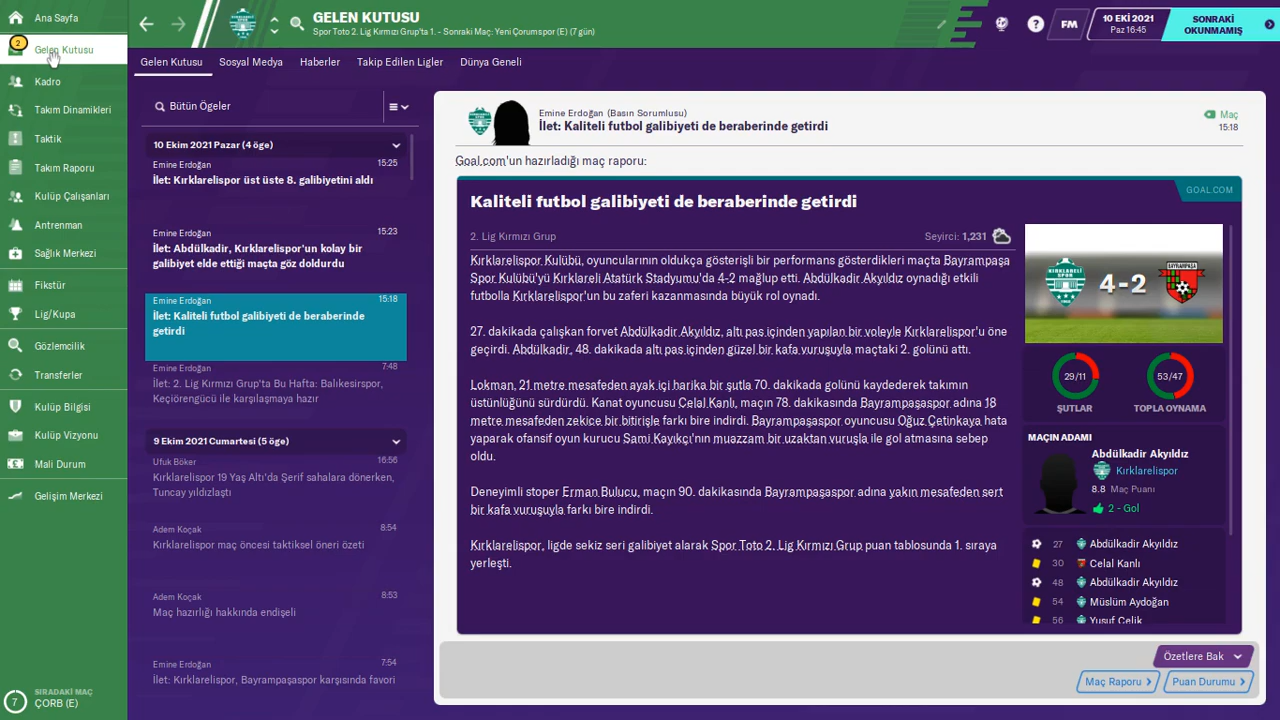 Ana Sayfa
2
Gelen Kutusu
Kadro
Takım Dinamikleri
Taktik
Takım Raporu
Kulüp Çalışanları
Antrenman
Sağlık Merkezi
Fikstür
Lig/Kupa
Gözlemcilik
Transferler
Kulüp Bilgisi
Kulüp Vizyonu
Mali Durum
Gelişim Merkezi
7
SIRADAKİ MAÇ
ÇORB (E)
GELEN KUTUSU
Spor Toto 2. Lig Kırmızı Grup'ta 1. - Sonraki Maç: Yeni Çorumspor (E) (7 gün)
?
FM
10 EKİ 2021
Paz 16:45
SONRAKİ
OKUNMAMIŞ
Gelen Kutusu
Sosyal Medya
Haberler
Takip Edilen Ligler
Dünya Geneli
Bütün Ögeler
10 Ekim 2021 Pazar (4 öge)
Emine Erdoğan 15:25
İlet: Kırklarelispor üst üste 8. galibiyetini aldı
Emine Erdoğan 15:23
İlet: Abdülkadir, Kırklarelispor'un kolay bir
galibiyet elde ettiği maçta göz doldurdu
Emine Erdoğan 15:18
İlet: Kaliteli futbol galibiyeti de beraberinde
getirdi
Emine Erdoğan 7:48
İlet: 2. Lig Kırmızı Grup'ta Bu Hafta: Balıkesirspor,
Keçiörengücü ile karşılaşmaya hazır
9 Ekim 2021 Cumartesi (5 öge)
Ufuk Böker 16:56
Kırklarelispor 19 Yaş Altı'da Şerif sahalara dönerken,
Tuncay yıldızlaştı
Adem Koçak 8:54
Kırklarelispor maç öncesi taktiksel öneri özeti
Adem Koçak 8:53
Maç hazırlığı hakkında endişeli
Emine Erdoğan 7:54
İlet: Kırklarelispor, Bayrampaşaspor karşısında favori
Emine Erdoğan (Basın Sorumlusu)
İlet: Kaliteli futbol galibiyeti de beraberinde getirdi
Maç
15:18
Goal.com'un hazırladığı maç raporu:
GOAL.COM
Kaliteli futbol galibiyeti de beraberinde getirdi
2. Lig Kırmızı Grup
Seyirci: 1,231
Kırklarelispor Kulübü, oyuncularının oldukça gösterişli bir performans gösterdikleri maçta Bayrampaşa
Spor Kulübü'yü Kırklareli Atatürk Stadyumu'da 4-2 mağlup etti. Abdülkadir Akyıldız oynadığı etkili
futbolla Kırklarelispor'un bu zaferi kazanmasında büyük rol oynadı.
27. dakikada çalışkan forvet Abdülkadir Akyıldız, altı pas içinden yapılan bir voleyle Kırklarelispor'u öne
geçirdi. Abdülkadir, 48. dakikada altı pas içinden güzel bir kafa vuruşuyla maçtaki 2. golünü attı.
Lokman, 21 metre mesafeden ayak içi harika bir şutla 70. dakikada golünü kaydederek takımın
üstünlüğünü sürdürdü. Kanat oyuncusu Celal Kanlı, maçın 78. dakikasında Bayrampaşaspor adına 18
metre mesafeden zekice bir bitirişle farkı bire indirdi. Bayrampaşaspor oyuncusu Oğuz Çetinkaya hata
yaparak ofansif oyun kurucu Sami Kayıkçı'nın muazzam bir uzaktan vuruşla ile gol atmasına sebep
oldu.
Deneyimli stoper Erman Bulucu, maçın 90. dakikasında Bayrampaşaspor adına yakın mesafeden sert
bir kafa vuruşuyla farkı bire indirdi.
Kırklarelispor, ligde sekiz seri galibiyet alarak Spor Toto 2. Lig Kırmızı Grup puan tablosunda 1. sıraya
yerleşti.
4-2
29/11
ŞUTLAR
53/47
TOPLA OYNAMA
MAÇIN ADAMI
Abdülkadir Akyıldız
Kırklarelispor
8.8 Maç Puanı
2 - Gol
27 Abdülkadir Akyıldız
30 Celal Kanlı
48 Abdülkadir Akyıldız
54 Müslüm Aydoğan
56 Yusuf Çelik
Özetlere Bak
Maç Raporu
Puan Durumu